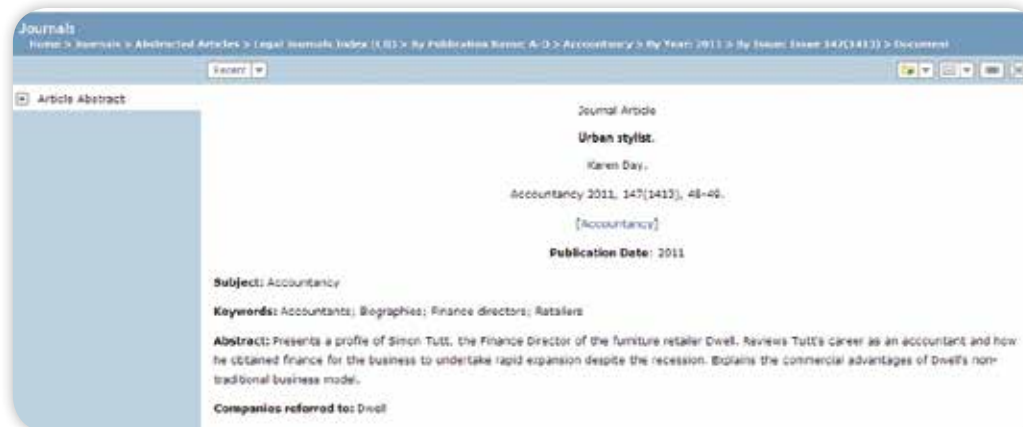 Journals
Home > Journals > Abstracted Articles > Legal Journals Index (LJI) > By Publication Name: A-D > Accountancy > By Year: 2011 > By Issue: Issue 147(1413) > Document
Recent
Article Abstract
Journal Article
Urban stylist.
Karen Day.
Accountancy 2011, 147(1413), 48-49.
[Accountancy]
Publication Date: 2011
Subject: Accountancy
Keywords: Accountants; Biographies; Finance directors; Retailers
Abstract: Presents a profile of Simon Tutt, the Finance Director of the furniture retailer Dwell. Reviews Tutt's career as an accountant and how
he obtained finance for the business to undertake rapid expansion despite the recession. Explains the commercial advantages of Dwell's non-
traditional business model.
Companies referred to: Dwell